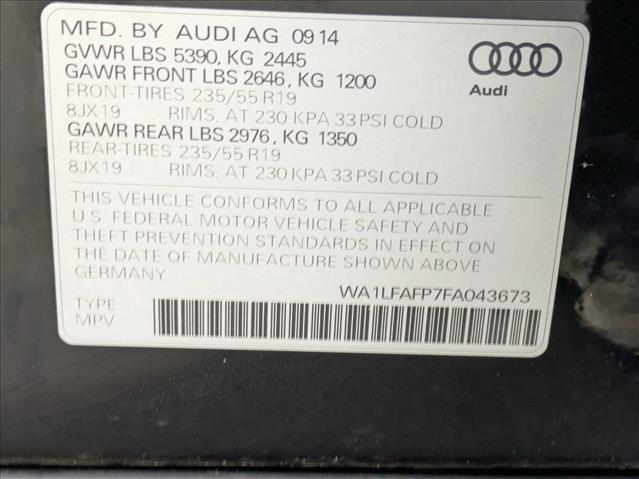 MFD. BY AUDI AG 09 14
GVWR LBS 5390, KG 2445
GAWR FRONT LBS 2646, KG 1200
FRONT-TIRES 235/55 R19
8JX19 RIMS, AT 230 KPA 33 PSI COLD
GAWR REAR LBS 2976, KG 1350
REAR-TIRES 235/55 R19
8JX19 RIMS, AT 230 KPA 33 PSI COLD
Audi
THIS VEHICLE CONFORMS TO ALL APPLICABLE
U.S. FEDERAL MOTOR VEHICLE SAFETY AND
THEFT PREVENTION STANDARDS IN EFFECT ON
THE DATE OF MANUFACTURE SHOWN ABOVE
GERMANY
WA1LFAFP7FA043673
TYPE:
MPV